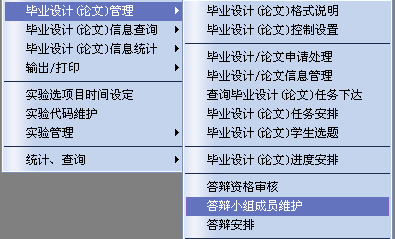 毕业设计(论文)管理
毕业设计(论文)信息查询
毕业设计(论文)信息统计
输出/打印
实验选项目时间设定
实验代码维护
实验管理
统计、查询
毕业设计(论文)格式说明
毕业设计(论文)控制设置
毕业设计/论文申请处理
毕业设计/论文信息管理
查询毕业设计(论文)任务下达
毕业设计(论文)任务安排
毕业设计(论文)学生选题
毕业设计(论文)进度安排
答辩资格审核
答辩小组成员维护
答辩安排